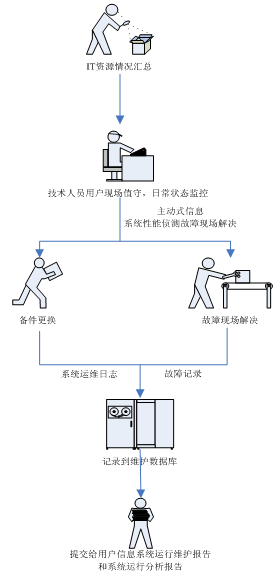 IT资源情况汇总
技术人员用户现场值守，日常状态监控
主动式信息
系统性能侦测故障现场解决
备件更换
故障现场解决
系统运维日志
故障记录
记录到维护数据库
提交给用户信息系统运行维护报告
和系统运行分析报告